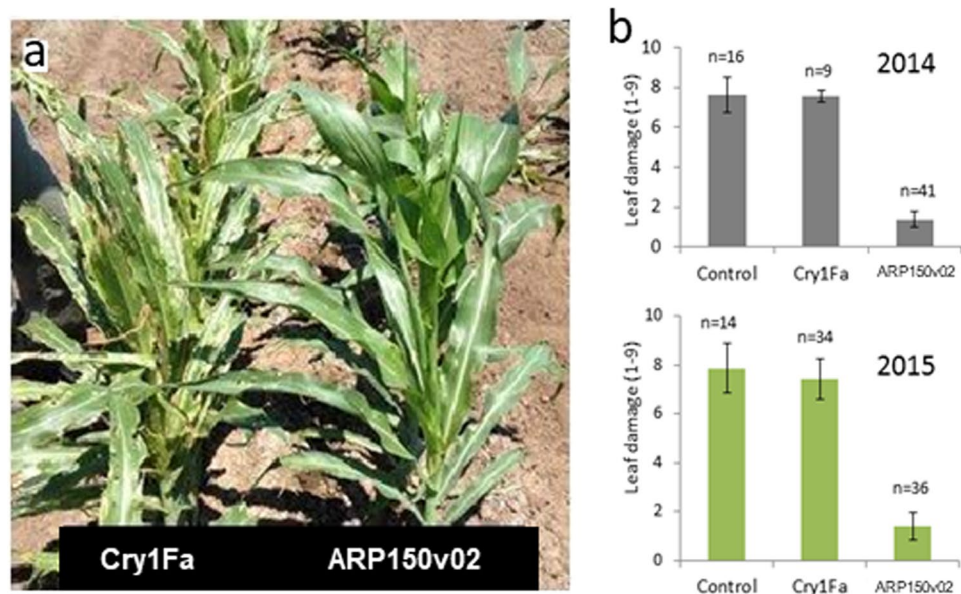 a
Cry1Fa ARP150v02
b
2014
Leaf damage (1-9)
10
8
6
4
2
0
n=16
n=9
n=41
Control Cry1Fa ARP150v02
2015
Leaf damage (1-9)
10
8
6
4
2
0
n=14
n=34
n=36
Control Cry1Fa ARP150v02